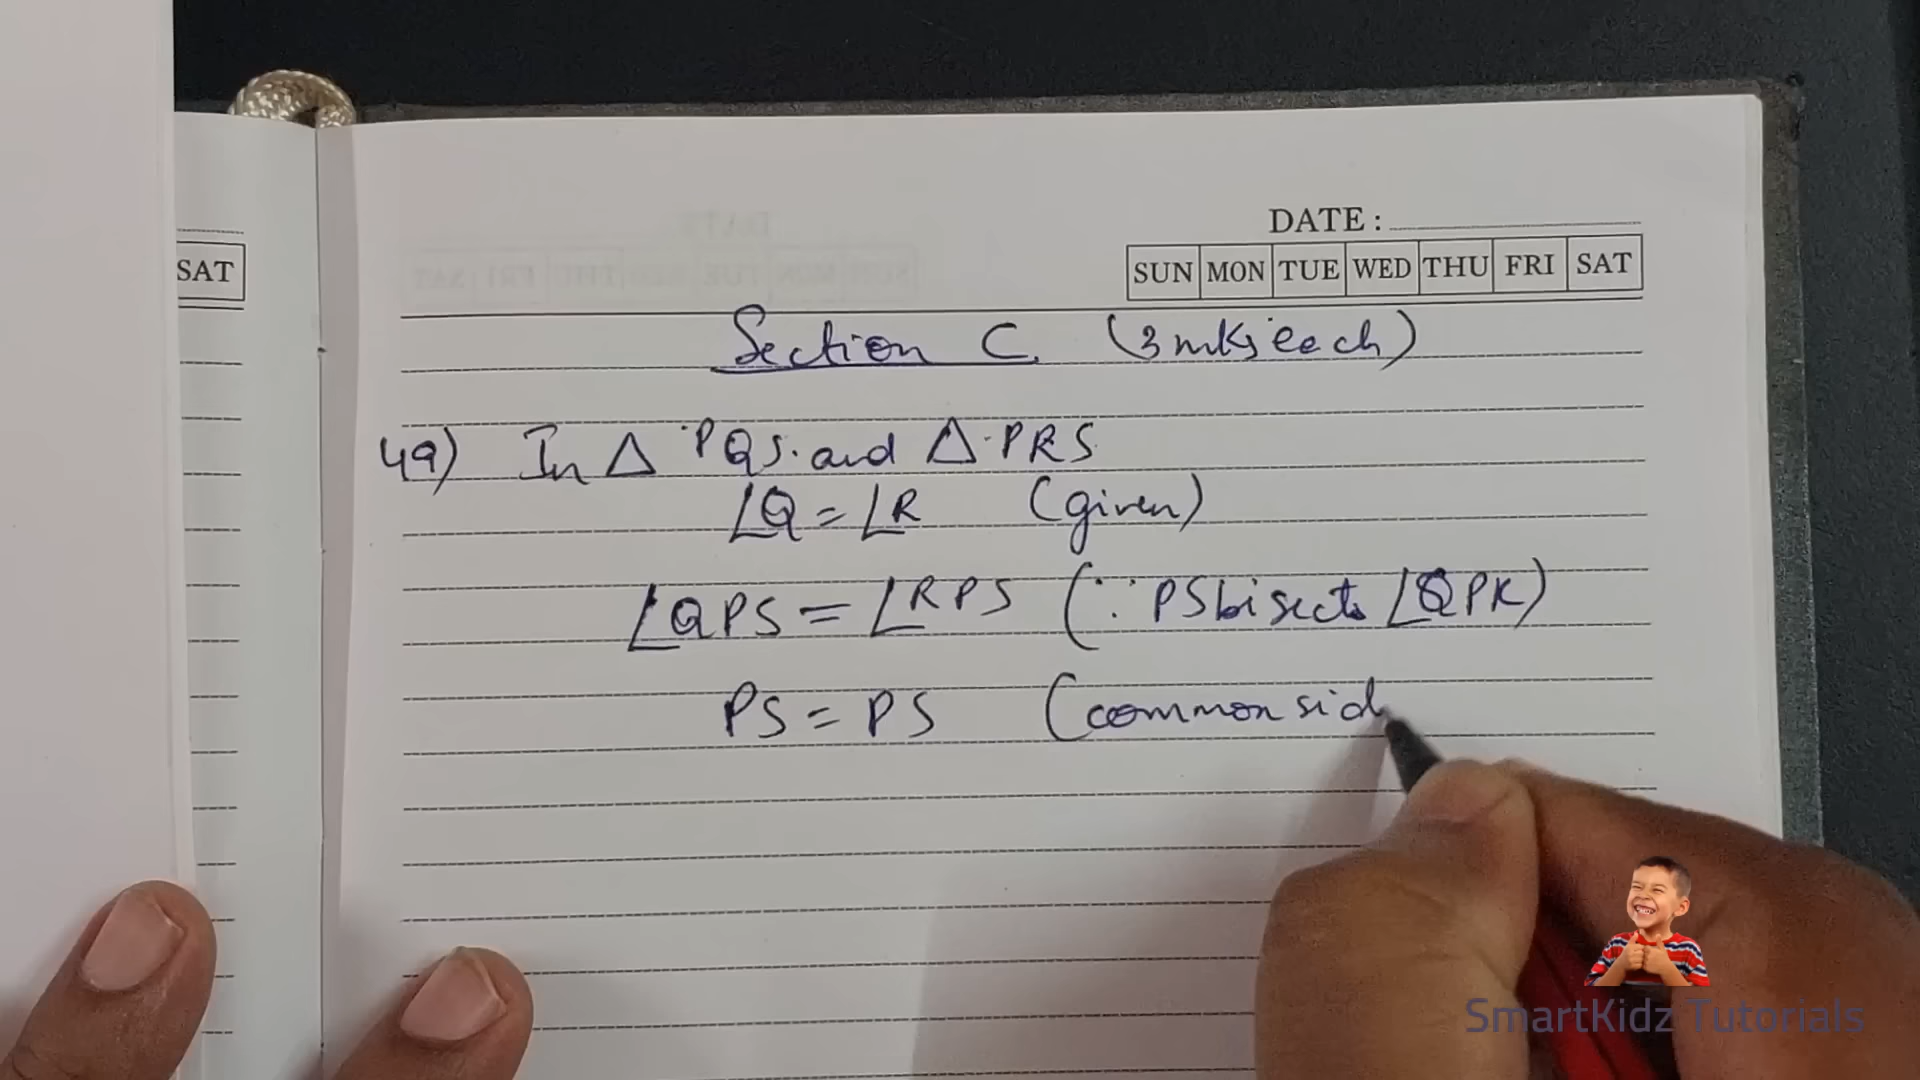 DATE :
SAT
SUN MON TUE WED THU FRI SAT
Section C (3 mks each)
49) In Δ PQS and Δ PRS
∠Q = ∠R (given)
∠QPS = ∠RPS (∵ PS bisects ∠QPR)
PS = PS (common sid
SmartKidz Tutorials